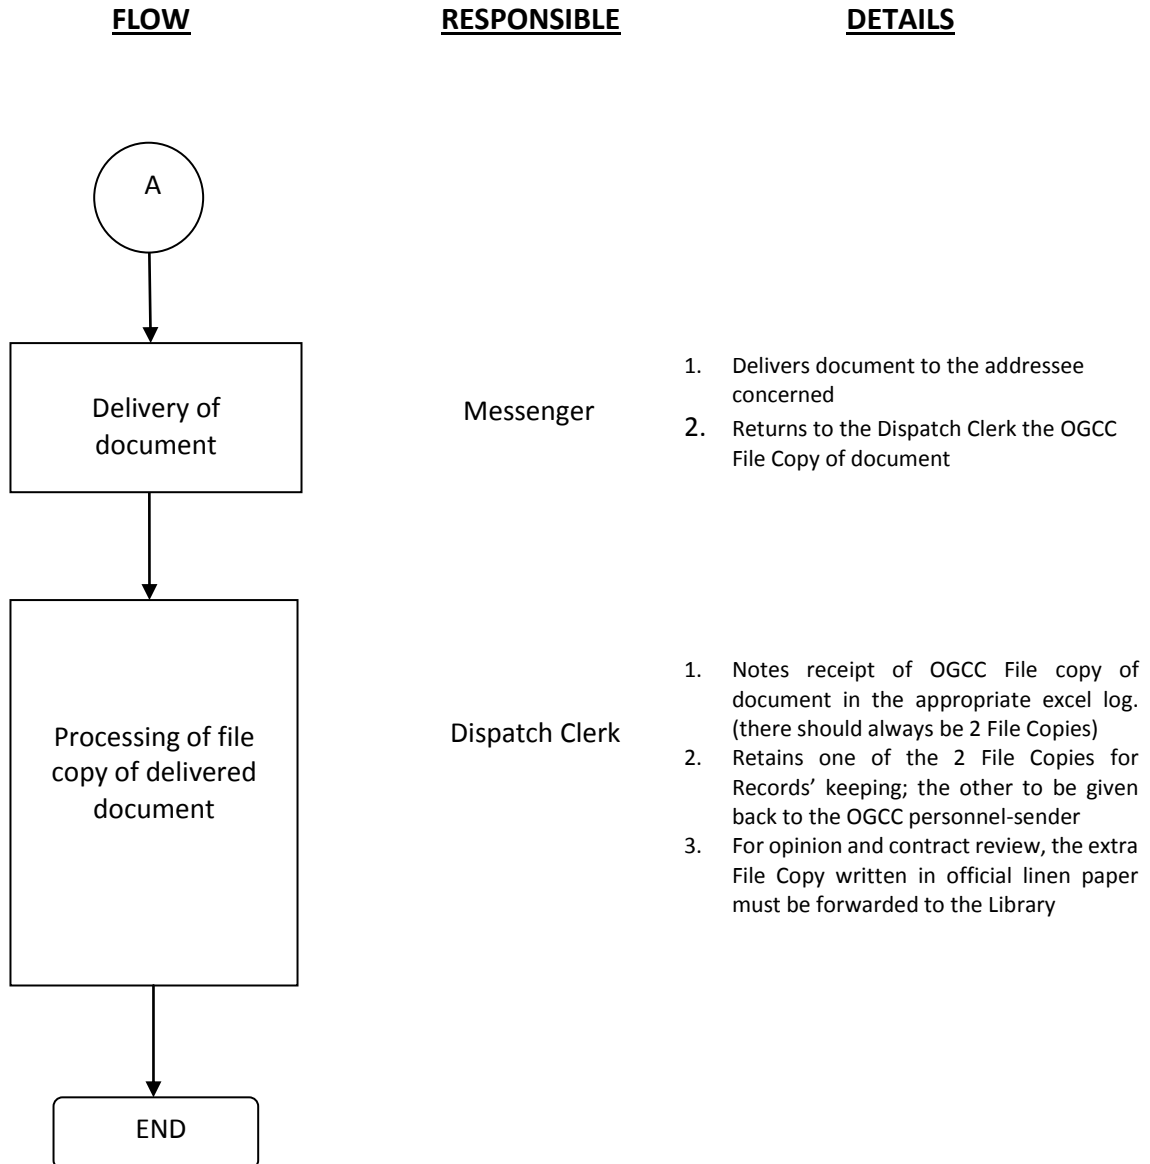 FLOW RESPONSIBLE DETAILS
A
Delivery of
document
Messenger
1. Delivers document to the addressee
concerned
2. Returns to the Dispatch Clerk the OGCC
File Copy of document
Processing of file
copy of delivered
document
Dispatch Clerk
1. Notes receipt of OGCC File copy of
document in the appropriate excel log.
(there should always be 2 File Copies)
2. Retains one of the 2 File Copies for
Records’ keeping; the other to be given
back to the OGCC personnel-sender
3. For opinion and contract review, the extra
File Copy written in official linen paper
must be forwarded to the Library
END